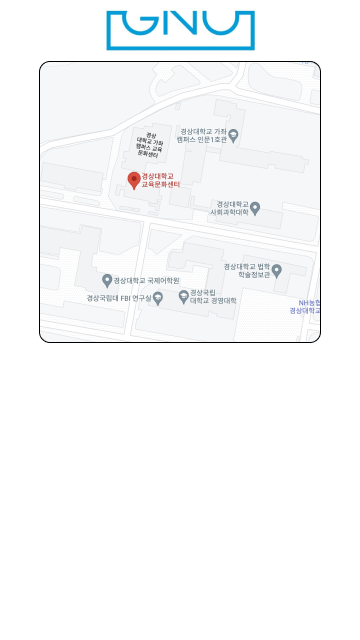 GNU
경상
대학교 가좌
캠퍼스 교육
문화센터
경상대학교 가좌
캠퍼스 인문1호관
경상대학교
교육문화센터
경상대학교
사회과학대학
경상대학교 법학
학술정보관
경상대학교 국제어학원
경상국립
대학교 경영대학
경상국립대 FBI 연구실
NH농협
경상대학교